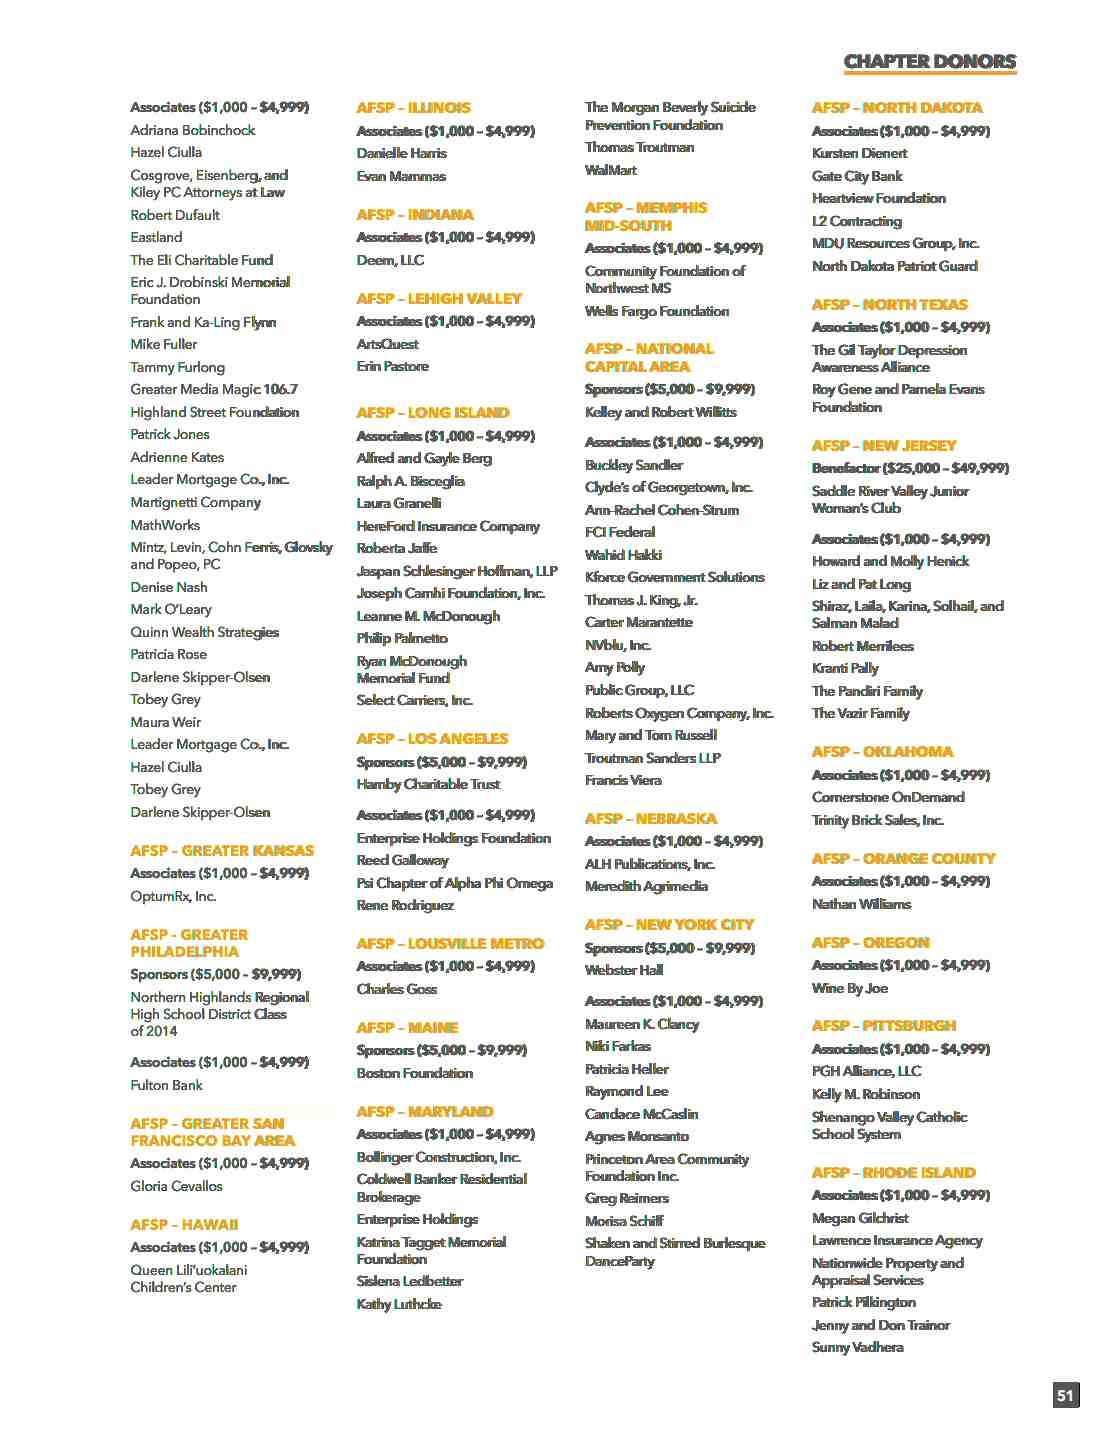 CHAPTER DONORS
Associates ($1,000 – $4,999)
Adriana Bobinchock
Hazel Ciulla
Cosgrove, Eisenberg, and
Kiley PC Attorneys at Law
Robert Dufault
Eastland
The Eli Charitable Fund
Eric J. Drobinski Memorial
Foundation
Frank and Ka-Ling Flynn
Mike Fuller
Tammy Furlong
Greater Media Magic 106.7
Highland Street Foundation
Patrick Jones
Adrienne Kates
Leader Mortgage Co., Inc.
Martignetti Company
MathWorks
Mintz, Levin, Cohn Ferris, Glovsky
and Popeo, PC
Denise Nash
Mark O’Leary
Quinn Wealth Strategies
Patricia Rose
Darlene Skipper-Olsen
Tobey Grey
Maura Weir
Leader Mortgage Co., Inc.
Hazel Ciulla
Tobey Grey
Darlene Skipper-Olsen
AFSP – GREATER KANSAS
Associates ($1,000 – $4,999)
OptumRx, Inc.
AFSP - GREATER
PHILADELPHIA
Sponsors ($5,000 - $9,999)
Northern Highlands Regional
High School District Class
of 2014
Associates ($1,000 – $4,999)
Fulton Bank
AFSP – GREATER SAN
FRANCISCO BAY AREA
Associates ($1,000 – $4,999)
Gloria Cevallos
AFSP – HAWAII
Associates ($1,000 – $4,999)
Queen Lili’uokalani
Children’s Center
AFSP – ILLINOIS
Associates ($1,000 – $4,999)
Danielle Harris
Evan Mammas
AFSP – INDIANA
Associates ($1,000 – $4,999)
Deem, LLC
AFSP – LEHIGH VALLEY
Associates ($1,000 – $4,999)
ArtsQuest
Erin Pastore
AFSP – LONG ISLAND
Associates ($1,000 – $4,999)
Alfred and Gayle Berg
Ralph A. Bisceglia
Laura Granelli
HereFord Insurance Company
Roberta Jaffe
Jaspan Schlesinger Hoffman, LLP
Joseph Camhi Foundation, Inc.
Leanne M. McDonough
Philip Palmetto
Ryan McDonough
Memorial Fund
Select Carriers, Inc.
AFSP – LOS ANGELES
Sponsors ($5,000 – $9,999)
Hamby Charitable Trust
Associates ($1,000 – $4,999)
Enterprise Holdings Foundation
Reed Galloway
Psi Chapter of Alpha Phi Omega
Rene Rodriguez
AFSP – LOUSVILLE METRO
Associates ($1,000 – $4,999)
Charles Goss
AFSP – MAINE
Sponsors ($5,000 – $9,999)
Boston Foundation
AFSP – MARYLAND
Associates ($1,000 – $4,999)
Bollinger Construction, Inc.
Coldwell Banker Residential
Brokerage
Enterprise Holdings
Katrina Tagget Memorial
Foundation
Sislena Ledbetter
Kathy Luthcke
The Morgan Beverly Suicide
Prevention Foundation
Thomas Troutman
WalMart
AFSP – MEMPHIS
MID-SOUTH
Associates ($1,000 – $4,999)
Community Foundation of
Northwest MS
Wells Fargo Foundation
AFSP – NATIONAL
CAPITAL AREA
Sponsors ($5,000 – $9,999)
Kelley and Robert Willitts
Associates ($1,000 – $4,999)
Buckley Sandler
Clyde’s of Georgetown, Inc.
Ann-Rachel Cohen-Strum
FCI Federal
Wahid Hakki
Kforce Government Solutions
Thomas J. King, Jr.
Carter Marantette
NVblu, Inc.
Amy Polly
Public Group, LLC
Roberts Oxygen Company, Inc.
Mary and Tom Russell
Troutman Sanders LLP
Francis Viera
AFSP – NEBRASKA
Associates ($1,000 – $4,999)
ALH Publications, Inc.
Meredith Agrimedia
AFSP – NEW YORK CITY
Sponsors ($5,000 – $9,999)
Webster Hall
Associates ($1,000 – $4,999)
Maureen K. Clancy
Niki Farkas
Patricia Heller
Raymond Lee
Candace McCaslin
Agnes Monsanto
Princeton Area Community
Foundation Inc.
Greg Reimers
Morisa Schiff
Shaken and Stirred Burlesque
DanceParty
AFSP – NORTH DAKOTA
Associates ($1,000 – $4,999)
Kursten Dienert
Gate City Bank
Heartview Foundation
L2 Contracting
MDU Resources Group, Inc.
North Dakota Patriot Guard
AFSP – NORTH TEXAS
Associates ($1,000 – $4,999)
The Gil Taylor Depression
Awareness Alliance
Roy Gene and Pamela Evans
Foundation
AFSP – NEW JERSEY
Benefactor ($25,000 – $49,999)
Saddle River Valley Junior
Woman’s Club
Associates ($1,000 – $4,999)
Howard and Molly Henick
Liz and Pat Long
Shiraz, Laila, Karina, Solhail, and
Salman Malad
Robert Merrilees
Kranti Pally
The Pandiri Family
The Vazir Family
AFSP – OKLAHOMA
Associates ($1,000 – $4,999)
Cornerstone OnDemand
Trinity Brick Sales, Inc.
AFSP – ORANGE COUNTY
Associates ($1,000 – $4,999)
Nathan Williams
AFSP – OREGON
Associates ($1,000 – $4,999)
Wine By Joe
AFSP – PITTSBURGH
Associates ($1,000 – $4,999)
PGH Alliance, LLC
Kelly M. Robinson
Shenango Valley Catholic
School System
AFSP – RHODE ISLAND
Associates ($1,000 – $4,999)
Megan Gilchrist
Lawrence Insurance Agency
Nationwide Property and
Appraisal Services
Patrick Pilkington
Jenny and Don Trainor
Sunny Vadhera
51